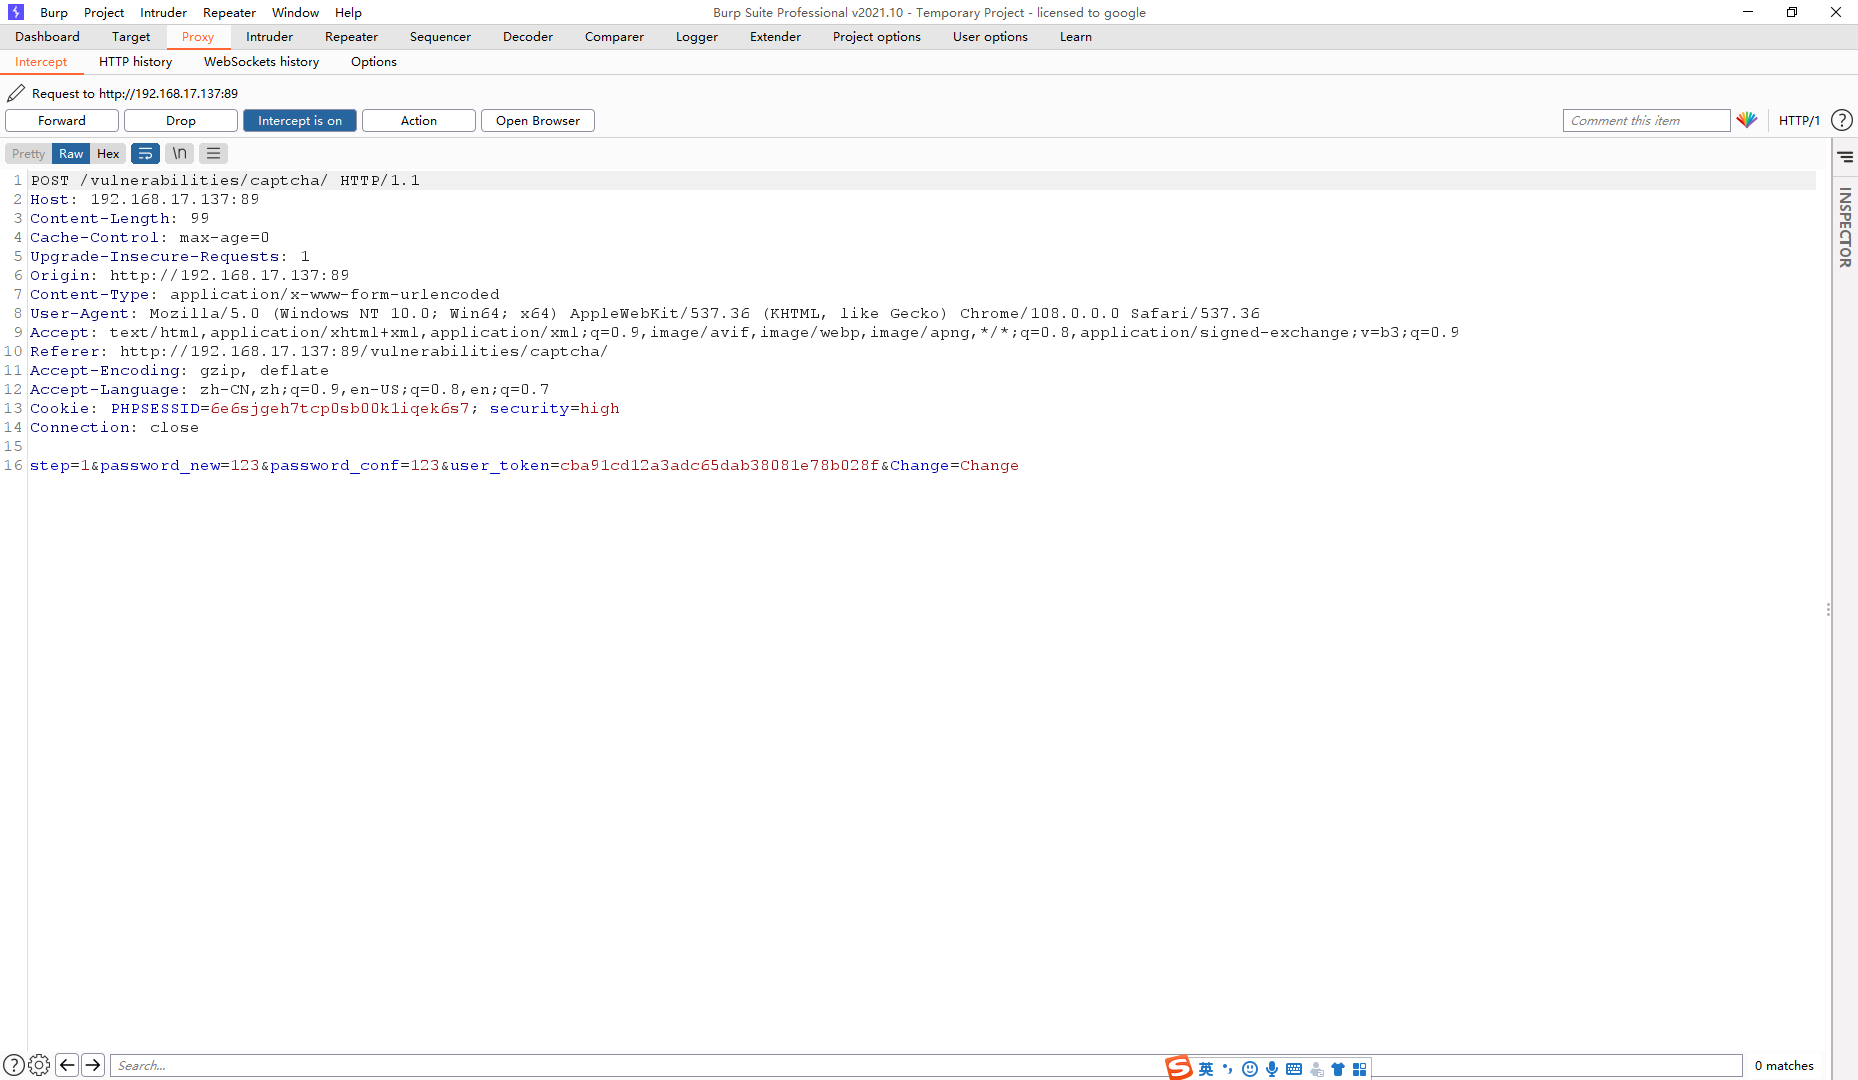 Burp Project Intruder Repeater Window Help Burp Suite Professional v2021.10 - Temporary Project - licensed to google
Dashboard Target Proxy Intruder Repeater Sequencer Decoder Comparer Logger Extender Project options User options Learn
Intercept HTTP history WebSockets history Options
Request to http://192.168.17.137:89
Forward Drop Intercept is on Action Open Browser Comment this item HTTP/1 ?
Pretty Raw Hex \n
INSPECTOR
1 POST /vulnerabilities/captcha/ HTTP/1.1
2 Host: 192.168.17.137:89
3 Content-Length: 99
4 Cache-Control: max-age=0
5 Upgrade-Insecure-Requests: 1
6 Origin: http://192.168.17.137:89
7 Content-Type: application/x-www-form-urlencoded
8 User-Agent: Mozilla/5.0 (Windows NT 10.0; Win64; x64) AppleWebKit/537.36 (KHTML, like Gecko) Chrome/108.0.0.0 Safari/537.36
9 Accept: text/html,application/xhtml+xml,application/xml;q=0.9,image/avif,image/webp,image/apng,*/*;q=0.8,application/signed-exchange;v=b3;q=0.9
10 Referer: http://192.168.17.137:89/vulnerabilities/captcha/
11 Accept-Encoding: gzip, deflate
12 Accept-Language: zh-CN,zh;q=0.9,en-US;q=0.8,en;q=0.7
13 Cookie: PHPSESSID=6e6sjgeh7tcp0sb00k1iqek6s7; security=high
14 Connection: close
15
16 step=1&password_new=123&password_conf=123&user_token=cba91cd12a3adc65dab38081e78b028f&Change=Change
? Search... S 英 0 matches